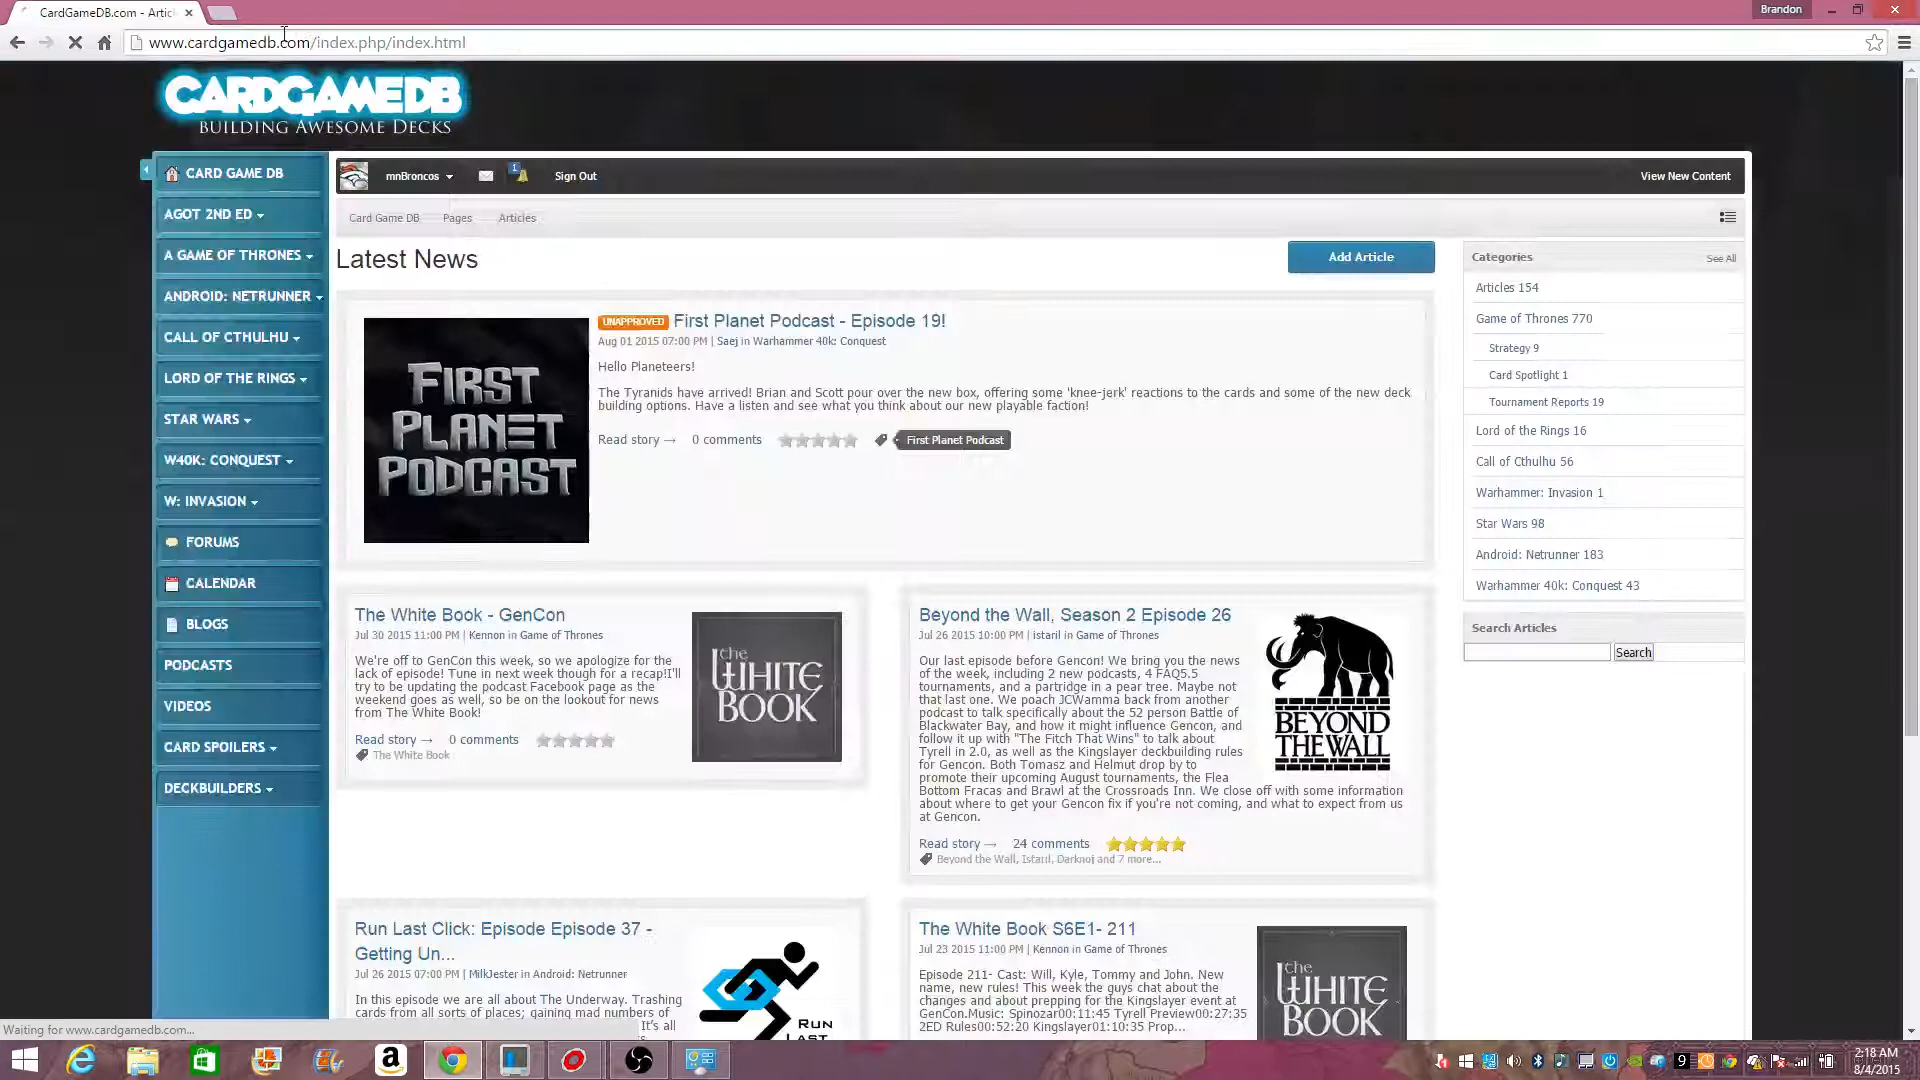 CardGameDB.com - Artic
Brandon
www.cardgamedb.com/index.php/index.html
CARDGAMEDB
BUILDING AWESOME DECKS
CARD GAME DB
AGOT 2ND ED
A GAME OF THRONES
ANDROID: NETRUNNER
CALL OF CTHULHU
LORD OF THE RINGS
STAR WARS
W40K: CONQUEST
W: INVASION
FORUMS
CALENDAR
BLOGS
PODCASTS
VIDEOS
CARD SPOILERS
DECKBUILDERS
mnBroncos
1
Sign Out
View New Content
Card Game DB Pages Articles
Latest News
Add Article
FIRST
PLANET
PODCAST
UNAPPROVED First Planet Podcast - Episode 19!
Aug 01 2015 07:00 PM | Saej in Warhammer 40k: Conquest
Hello Planeteers!
The Tyranids have arrived! Brian and Scott pour over the new box, offering some 'knee-jerk' reactions to the cards and some of the new deck
building options. Have a listen and see what you think about our new playable faction!
Read story → 0 comments First Planet Podcast
The White Book - GenCon
Jul 30 2015 11:00 PM | Kennon in Game of Thrones
We're off to GenCon this week, so we apologize for the
lack of episode! Tune in next week though for a recap!I'll
try to be updating the podcast Facebook page as the
weekend goes as well, so be on the lookout for news
from The White Book!
Read story → 0 comments
The White Book
the
WHITE
BOOK
Beyond the Wall, Season 2 Episode 26
Jul 26 2015 10:00 PM | istaril in Game of Thrones
Our last episode before Gencon! We bring you the news
of the week, including 2 new podcasts, 4 FAQ5.5
tournaments, and a partridge in a pear tree. Maybe not
that last one. We poach JCWamma back from another
podcast to talk specifically about the 52 person Battle of
Blackwater Bay, and how it might influence Gencon, and
follow it up with "The Fitch That Wins" to talk about
Tyrell in 2.0, as well as the Kingslayer deckbuilding rules
for Gencon. Both Tomasz and Helmut drop by to
promote their upcoming August tournaments, the Flea
Bottom Fracas and Brawl at the Crossroads Inn. We close off with some information
about where to get your Gencon fix if you're not coming, and what to expect from us
at Gencon.
Read story → 24 comments
Beyond the Wall, Istaril, Darknoj and 7 more...
BEYOND
THE WALL
Run Last Click: Episode Episode 37 -
Getting Un...
Jul 26 2015 07:00 PM | MilkJester in Android: Netrunner
In this episode we are all about The Underway. Trashing
cards from all sorts of places; gaining mad numbers of
It's all
RUN
LAST
The White Book S6E1- 211
Jul 23 2015 11:00 PM | Kennon in Game of Thrones
Episode 211- Cast: Will, Kyle, Tommy and John. New
name, new rules! This week the guys chat about the
changes and about prepping for the Kingslayer event at
GenCon.Music: Spinozar00:11:45 Tyrell Preview00:27:35
2ED Rules00:52:20 Kingslayer01:10:35 Prop...
the
WHITE
BOOK
Categories
See All
Articles 154
Game of Thrones 770
Strategy 9
Card Spotlight 1
Tournament Reports 19
Lord of the Rings 16
Call of Cthulhu 56
Warhammer: Invasion 1
Star Wars 98
Android: Netrunner 183
Warhammer 40k: Conquest 43
Search Articles
Search
Waiting for www.cardgamedb.com...
2:18 AM
8/4/2015